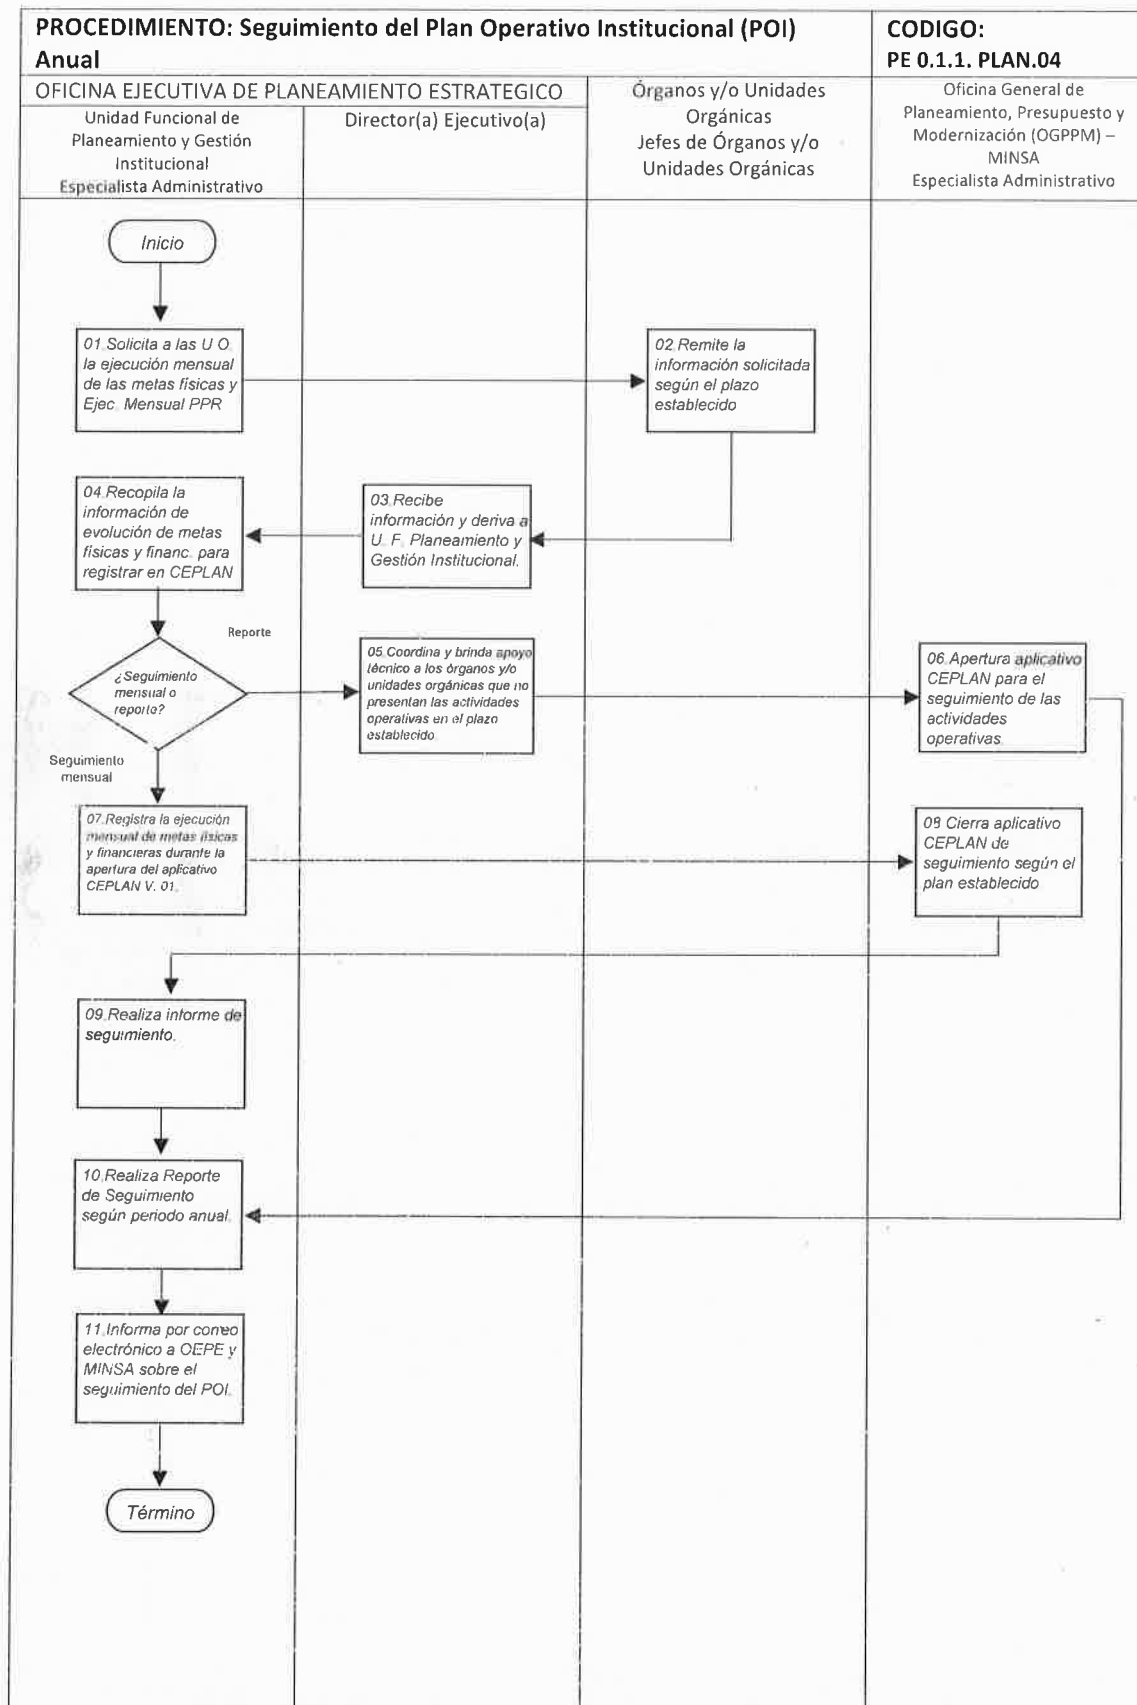 PROCEDIMIENTO: Seguimiento del Plan Operativo Institucional (POI)
Anual
CODIGO:
PE 0.1.1. PLAN.04
OFICINA EJECUTIVA DE PLANEAMIENTO ESTRATEGICO
Unidad Funcional de
Planeamiento y Gestión
Institucional
Especialista Administrativo
Director(a) Ejecutivo(a)
Órganos y/o Unidades
Orgánicas
Jefes de Órganos y/o
Unidades Orgánicas
Oficina General de
Planeamiento, Presupuesto y
Modernización (OGPPM) –
MINSA
Especialista Administrativo
Inicio
01.Solicita a las U O.
la ejecución mensual
de las metas físicas y
Ejec. Mensual PPR
02.Remite la
información solicitada
según el plazo
establecido
04.Recopila la
información de
evolución de metas
físicas y financ. para
registrar en CEPLAN
03.Recibe
información y deriva a
U. F. Planeamiento y
Gestión Institucional.
Reporte
¿Seguimiento
mensual o
reporte?
05.Coordina y brinda apoyo
técnico a los órganos y/o
unidades orgánicas que no
presentan las actividades
operativas en el plazo
establecido.
06.Apertura aplicativo
CEPLAN para el
seguimiento de las
actividades
operativas.
Seguimiento
mensual
07.Registra la ejecución
mensual de metas físicas
y financieras durante la
apertura del aplicativo
CEPLAN V. 01.
08 Cierra aplicativo
CEPLAN de
seguimiento según el
plan establecido
09.Realiza informe de
seguimiento.
10.Realiza Reporte
de Seguimiento
según periodo anual.
11.Informa por correo
electrónico a OEPE y
MINSA sobre el
seguimiento del POI.
Término